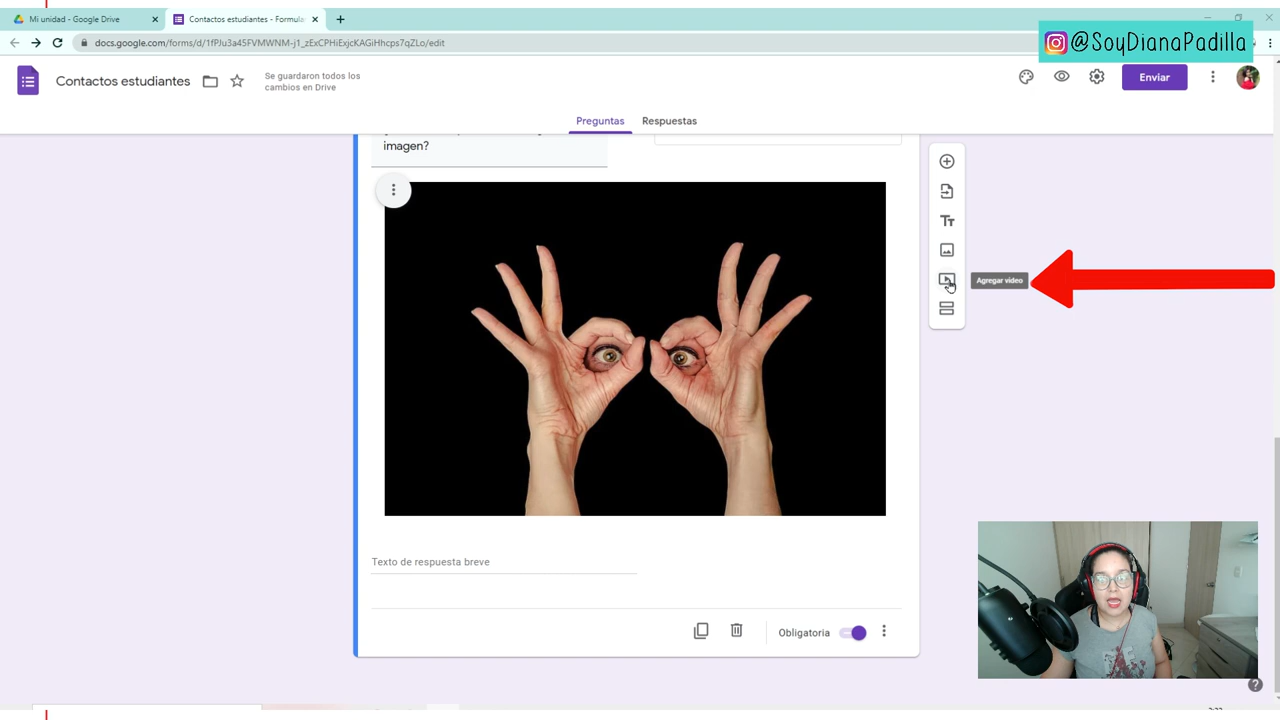 Mi unidad - Google Drive
Contactos estudiantes - Formula
@SoyDianaPadilla
docs.google.com/forms/d/1fPJu3a45FVMWNM-j1_zExCPHiExjcKAGiHhcps7qZLo/edit
Contactos estudiantes
Se guardaron todos los
cambios en Drive
Enviar
Preguntas
Respuestas
imagen?
Tт
Agregar video
Texto de respuesta breve
Obligatoria